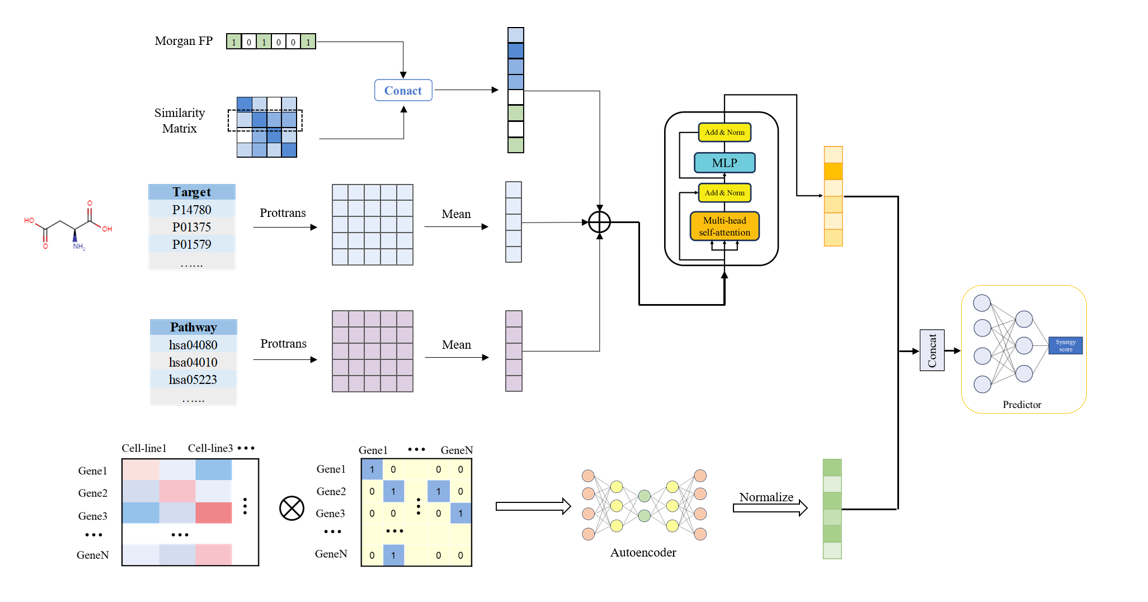 Morgan FP
1 0 1 0 0 1
Conact
Similarity
Matrix
Target
P14780
P01375
P01579
......
Prottrans
Mean
HO
O
O
OH
NH₂
Pathway
hsa04080
hsa04010
hsa05223
......
Prottrans
Mean
Add & Norm
MLP
Add & Norm
Multi-head
self-attention
Concat
Synergy
score
Predictor
Cell-line1 Cell-line3 •••
Gene1
Gene2
Gene3
•••
•••
GeneN
Gene1 ••• GeneN
Gene1 1 0 0 0
Gene2 0 1 1 0
Gene3 0 0 0 1
••• •••
GeneN 0 1 0 0
Autoencoder
Normalize